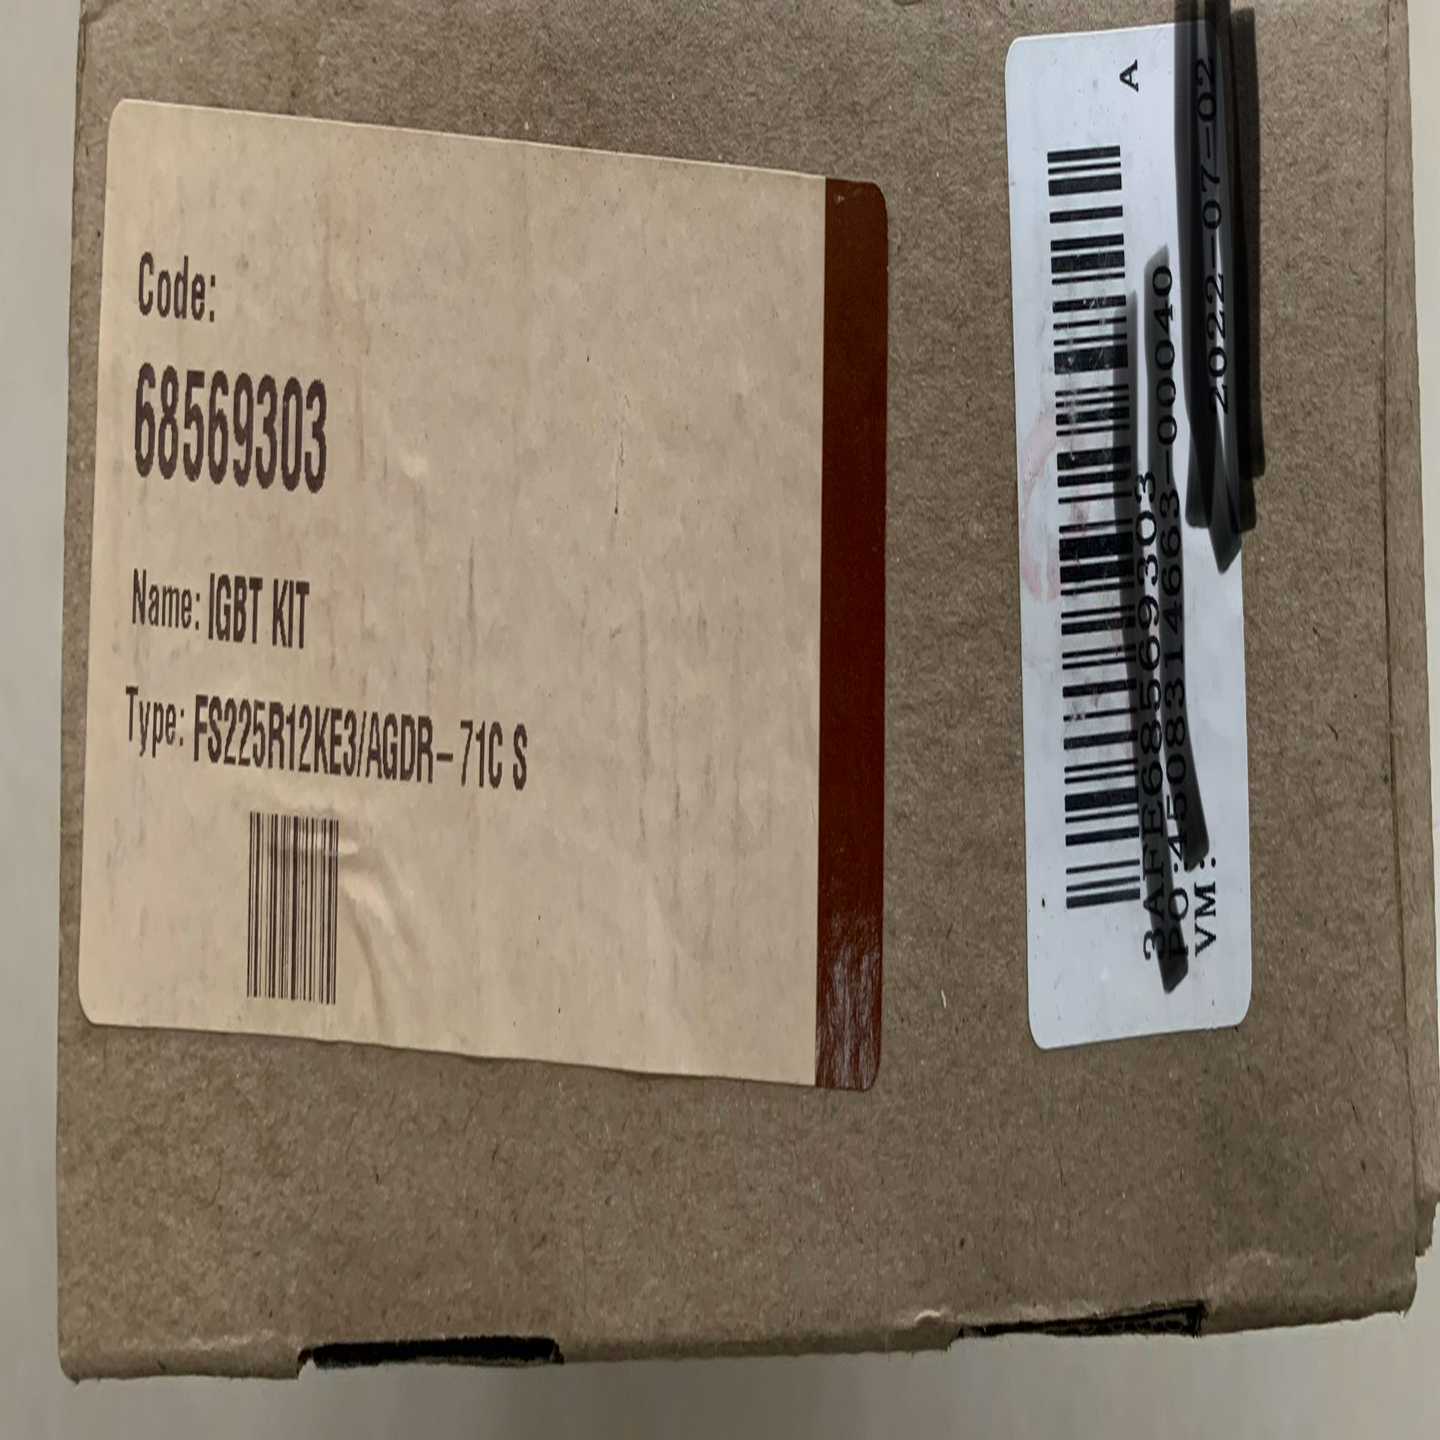 Code:
68569303
Name: IGBT KIT
Type: FS225R12KE3/AGDR-71C S
A
3AFE68569303
PO:4508314663-00040
VM:
2022-07-02